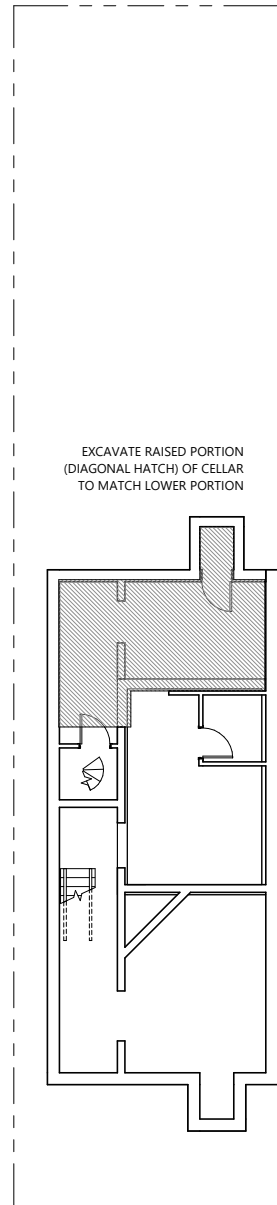 EXCAVATE RAISED PORTION
(DIAGONAL HATCH) OF CELLAR
TO MATCH LOWER PORTION